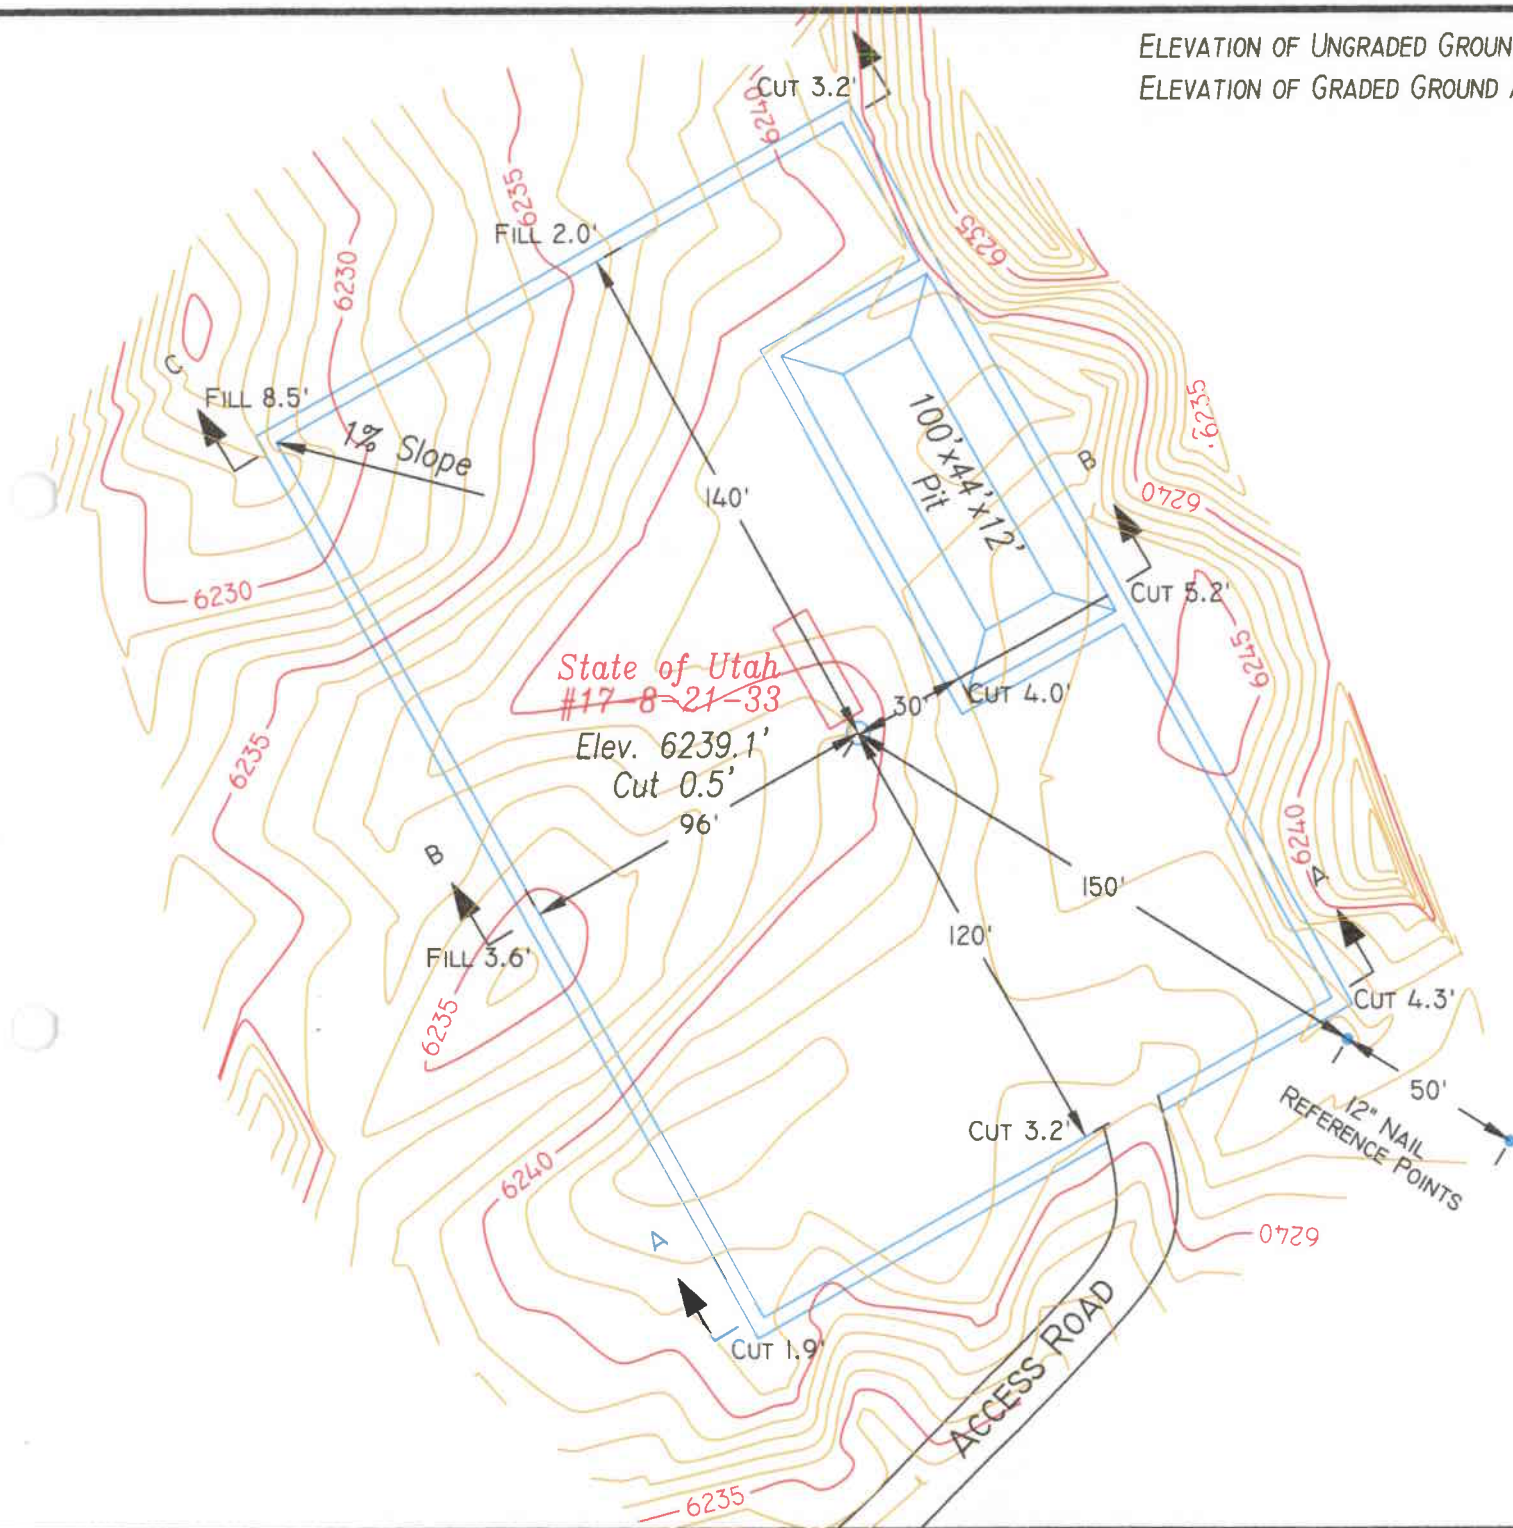 ELEVATION OF UNGRADED GROUN
ELEVATION OF GRADED GROUND
CUT 3.2'
6240
6235
FILL 2.0'
6230
6235
C
FILL 8.5'
1% Slope
6235
140'
100'x44'x12'
Pit
B
6240
CUT 5.2'
6230
6245
State of Utah
#17-8-21-33
Elev. 6239.1'
Cut 0.5'
30'
CUT 4.0'
96'
6235
6240
B
A
150'
120'
FILL 3.6'
CUT 4.3'
6235
50'
12" NAIL
REFERENCE POINTS
CUT 3.2'
6240
6240
A
CUT 1.9'
ACCESS ROAD
6235